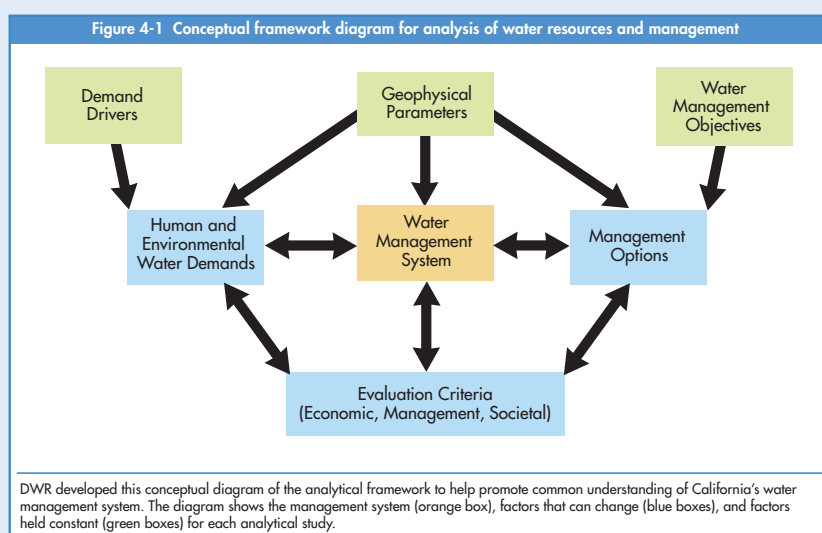 Figure 4-1 Conceptual framework diagram for analysis of water resources and management
Demand
Drivers
Geophysical
Parameters
Water
Management
Objectives
Human and
Environmental
Water Demands
Water
Management
System
Management
Options
Evaluation Criteria
(Economic, Management, Societal)
DWR developed this conceptual diagram of the analytical framework to help promote common understanding of California’s water
management system. The diagram shows the management system (orange box), factors that can change (blue boxes), and factors
held constant (green boxes) for each analytical study.